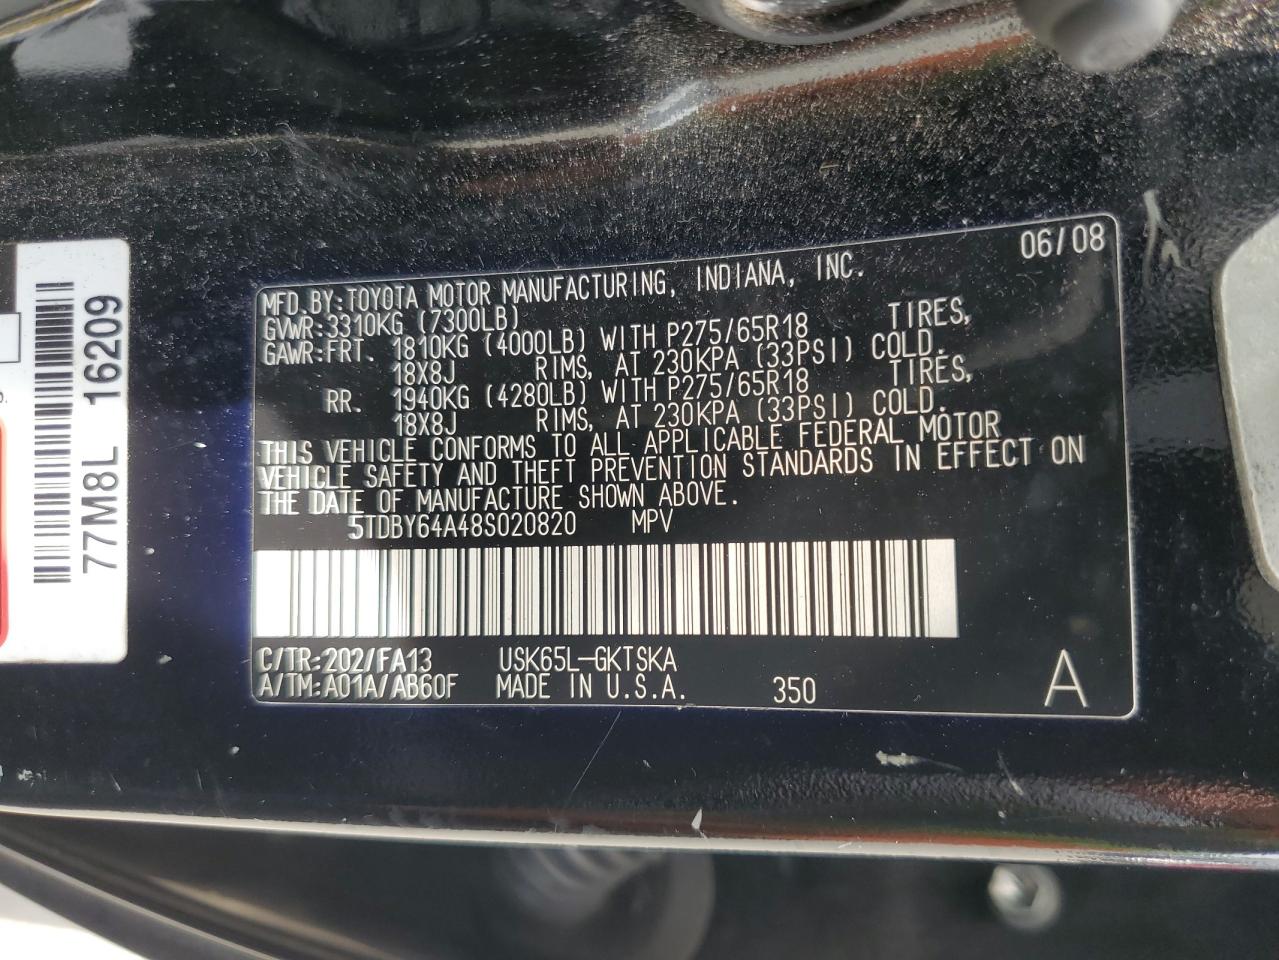 06/08
MFD.BY:TOYOTA MOTOR MANUFACTURING, INDIANA, INC.
GVWR:3310KG (7300LB)
GAWR:FRT. 1810KG (4000LB) WITH P275/65R18 TIRES,
18X8J RIMS, AT 230KPA (33PSI) COLD.
RR. 1940KG (4280LB) WITH P275/65R18 TIRES,
18X8J RIMS, AT 230KPA (33PSI) COLD.
THIS VEHICLE CONFORMS TO ALL APPLICABLE FEDERAL MOTOR
VEHICLE SAFETY AND THEFT PREVENTION STANDARDS IN EFFECT ON
THE DATE OF MANUFACTURE SHOWN ABOVE.
5TDBY64A48S020820 MPV
C/TR:202/FA13 USK65L-GKTSKA
A/TM:A01A/AB60F MADE IN U.S.A. 350 A
77M8L 16209